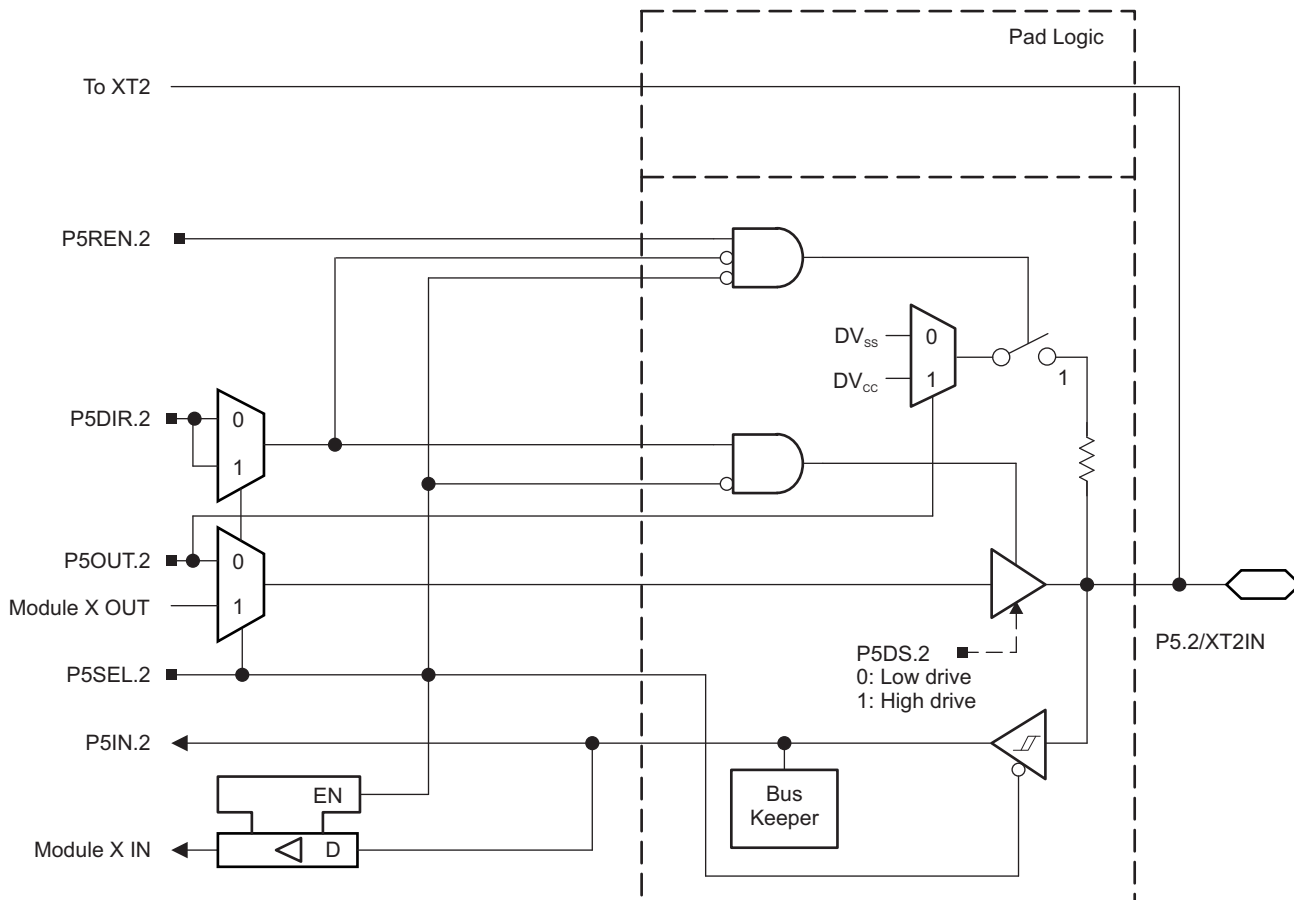 Pad Logic
To XT2
P5REN.2
DVSS
0
DVCC
1
1
P5DIR.2
0
1
P5OUT.2
0
Module X OUT
1
P5SEL.2
P5DS.2
0: Low drive
1: High drive
P5.2/XT2IN
P5IN.2
EN
Bus
Keeper
Module X IN
D